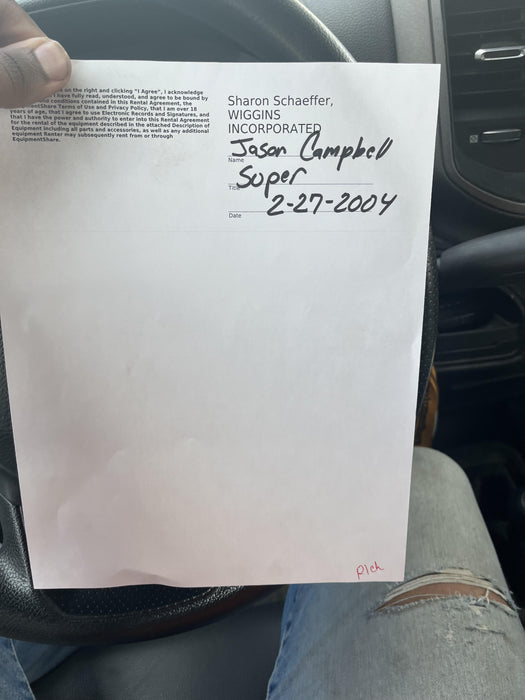 is on the right and clicking "I Agree", I acknowledge
I have fully read, understood, and agree to be bound by
and conditions contained in this Rental Agreement, the
EquipmentShare Terms of Use and Privacy Policy, that I am over 18
years of age, that I agree to use Electronic Records and Signatures, and
that I have the power and authority to enter into this Rental Agreement
for the rental of the equipment described in the attached Description of
Equipment including all parts and accessories, as well as any additional
equipment Renter may subsequently rent from or through
EquipmentShare.
Sharon Schaeffer,
WIGGINS
INCORPORATED
Jason Campbell
Name
Super
Title
2-27-2004
Date